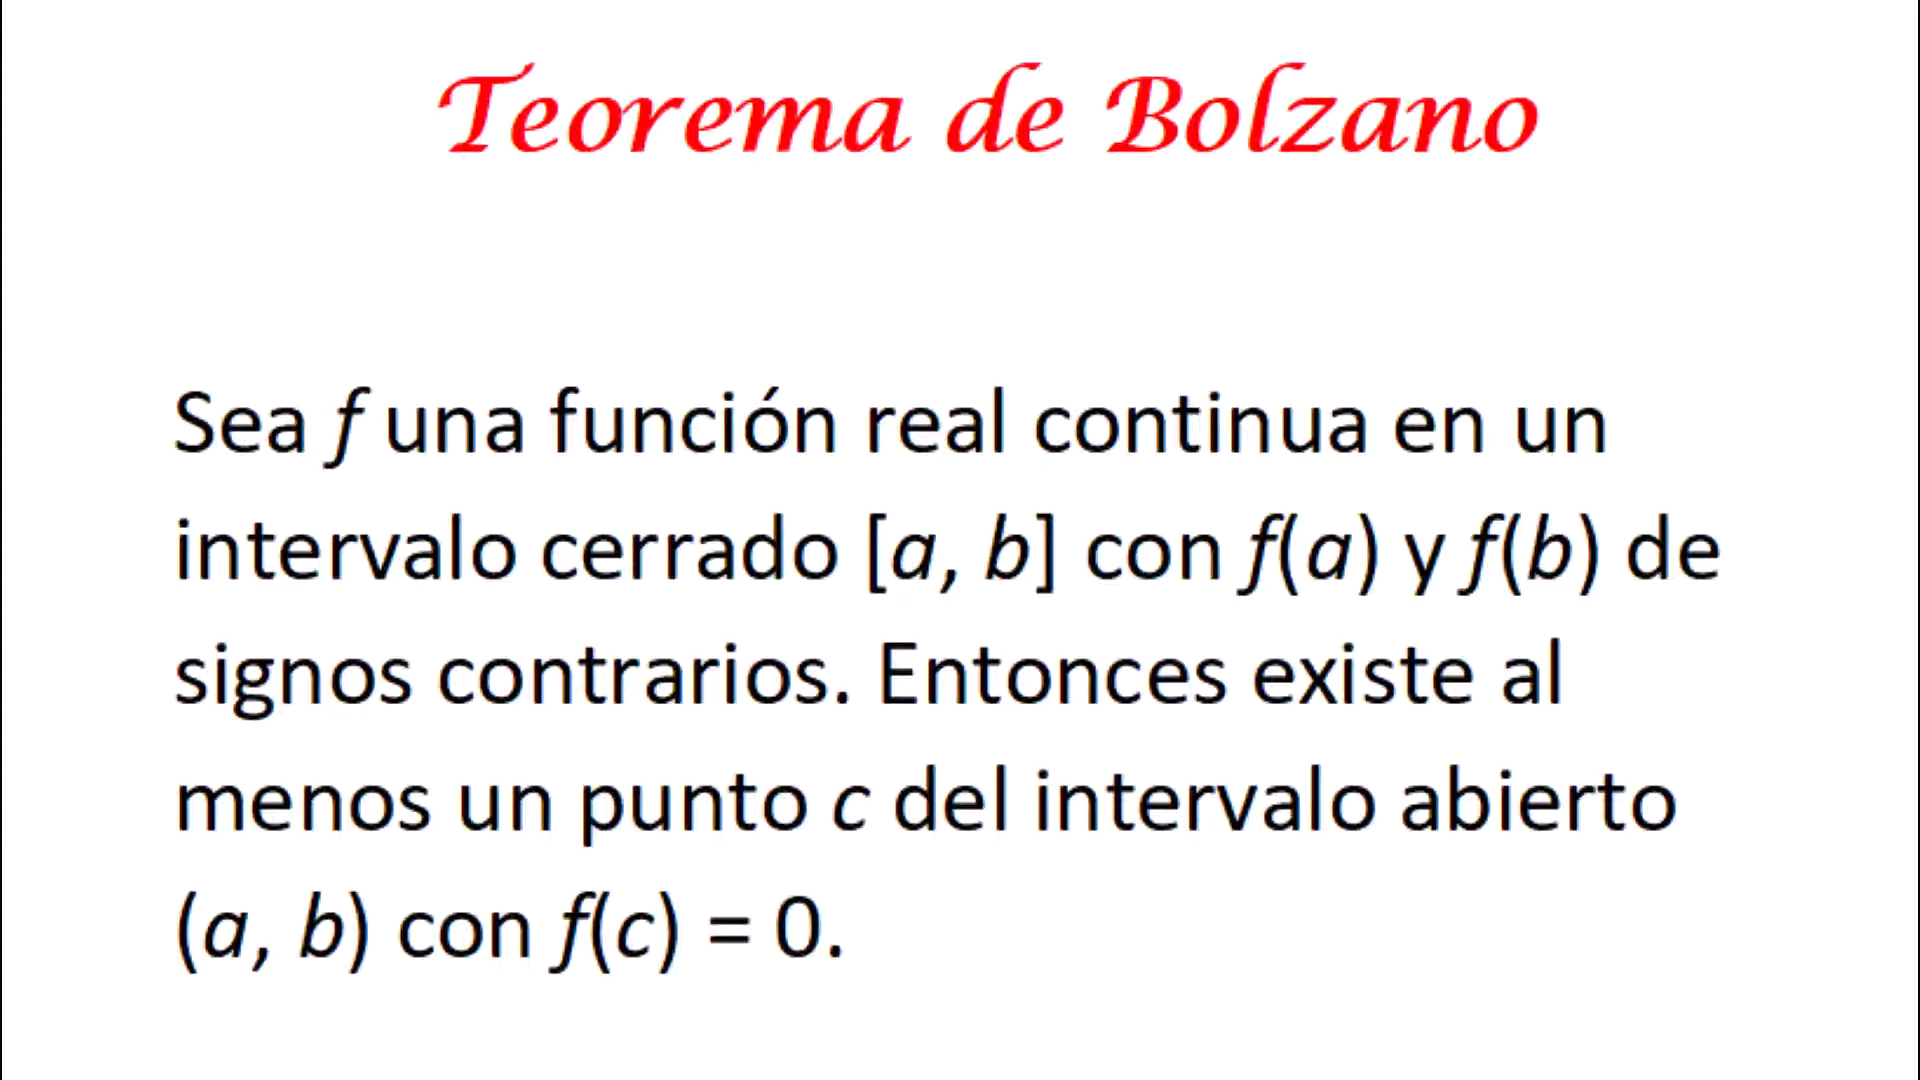 Teorema de Bolzano
Sea f una función real continua en un
intervalo cerrado [a, b] con f(a) y f(b) de
signos contrarios. Entonces existe al
menos un punto c del intervalo abierto
(a, b) con f(c) = 0.